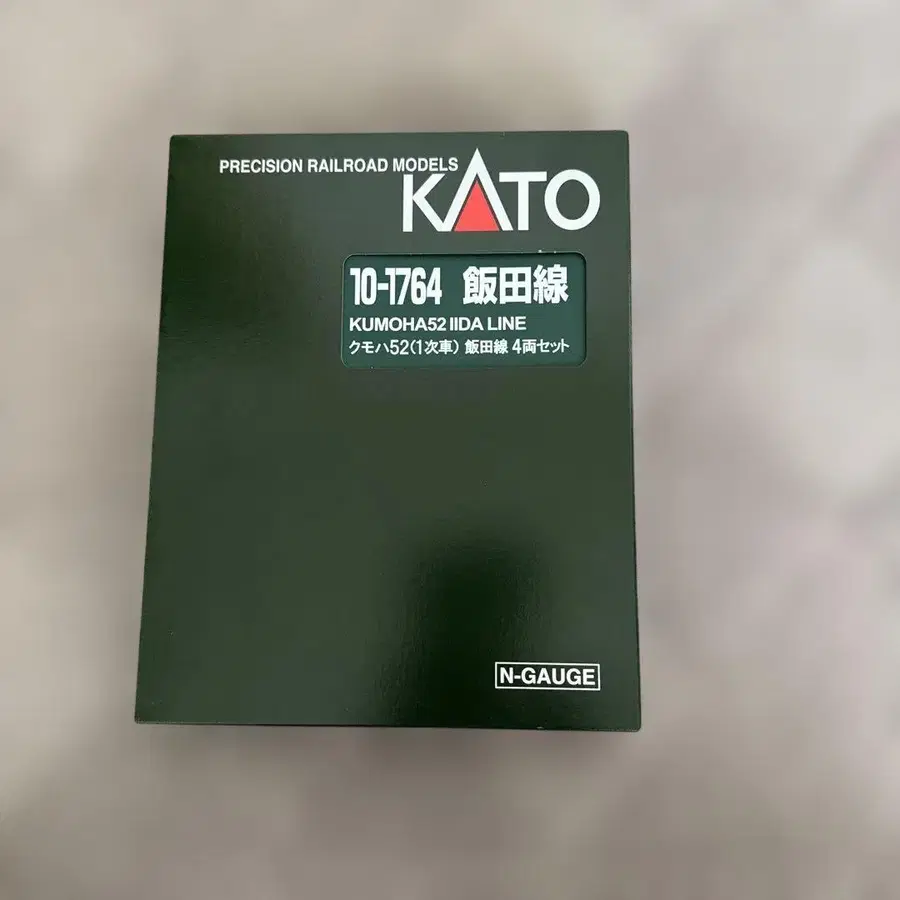 PRECISION RAILROAD MODELS
KATO
10-1764 飯田線
KUMOHA52 IIDA LINE
クモハ52(1次車) 飯田線 4両セット
N-GAUGE